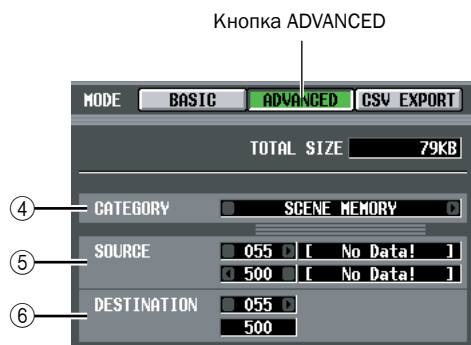 Кнопка ADVANCED
MODE BASIC ADVANCED CSV EXPORT
TOTAL SIZE 79KB
④ CATEGORY SCENE MEMORY
⑤ SOURCE 055 [ No Data! ]
500 [ No Data! ]
⑥ DESTINATION 055
500